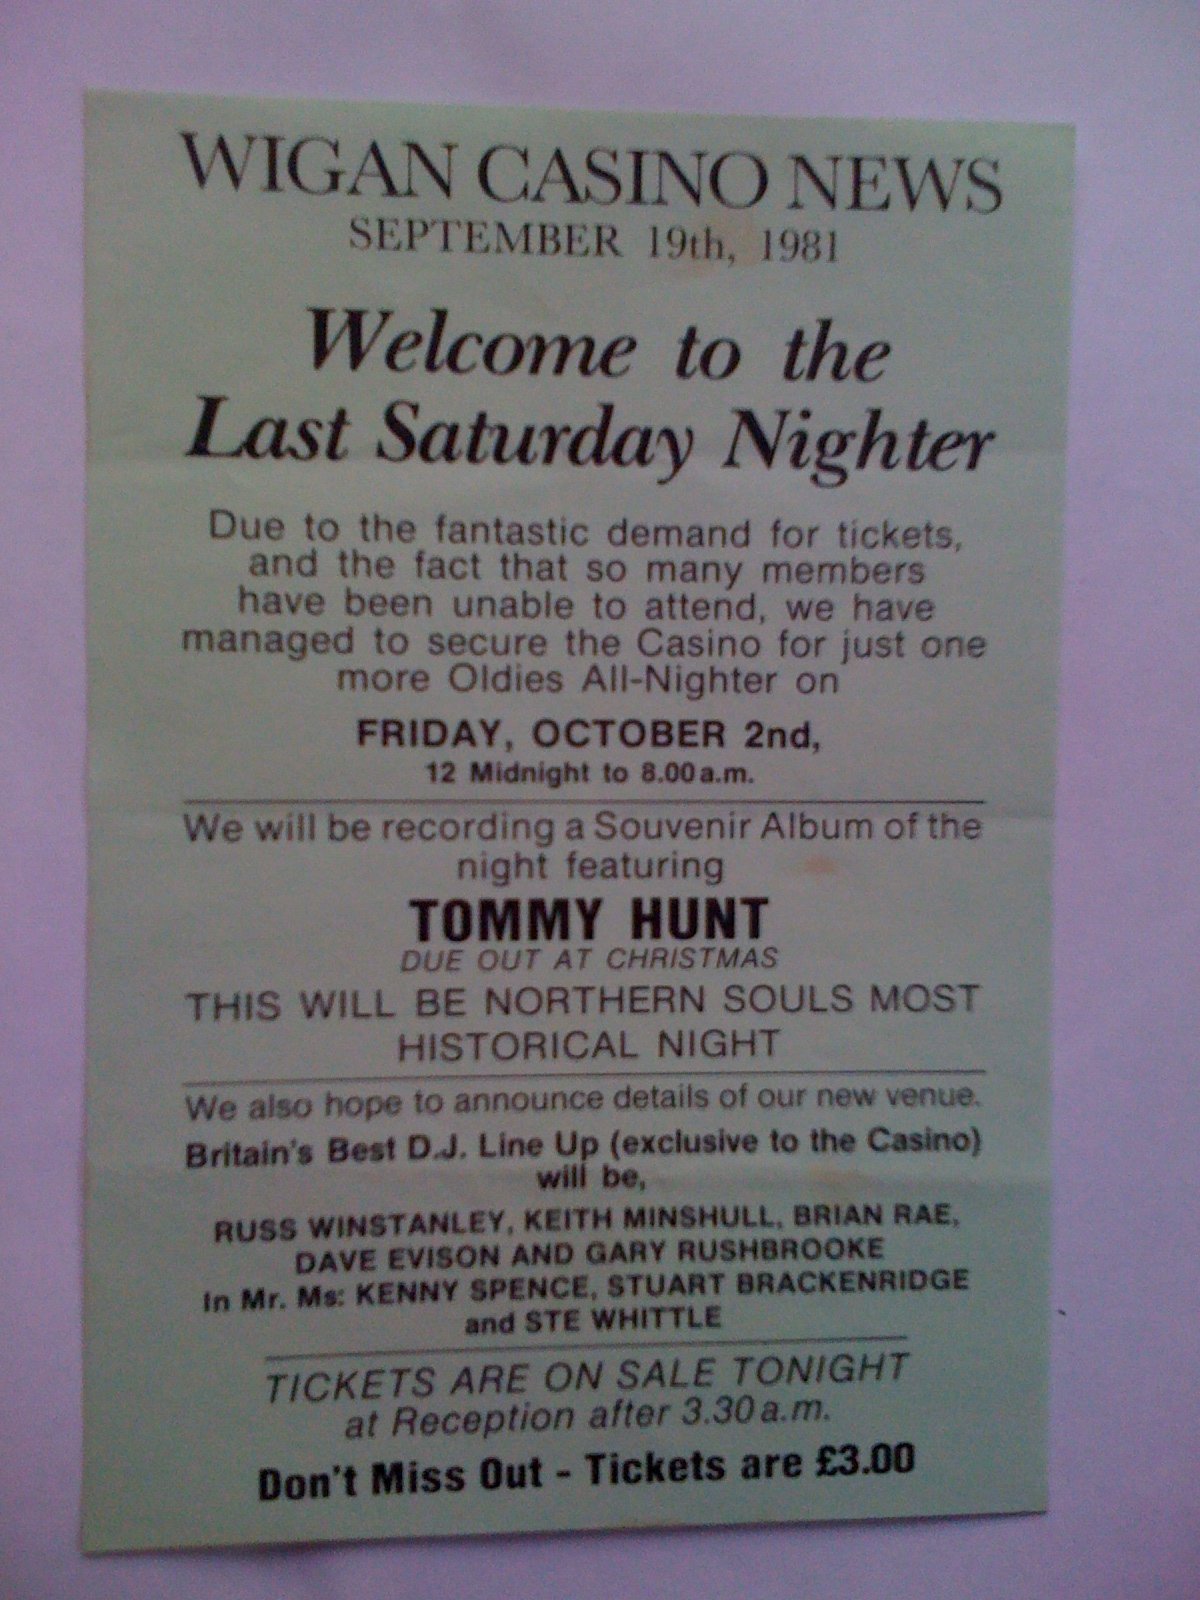 WIGAN CASINO NEWS
SEPTEMBER 19th, 1981
Welcome to the
Last Saturday Nighter
Due to the fantastic demand for tickets,
and the fact that so many members
have been unable to attend, we have
managed to secure the Casino for just one
more Oldies All-Nighter on
FRIDAY, OCTOBER 2nd,
12 Midnight to 8.00a.m.
We will be recording a Souvenir Album of the
night featuring
TOMMY HUNT
DUE OUT AT CHRISTMAS
THIS WILL BE NORTHERN SOULS MOST
HISTORICAL NIGHT
We also hope to announce details of our new venue.
Britain's Best D.J. Line Up (exclusive to the Casino)
will be,
RUSS WINSTANLEY, KEITH MINSHULL, BRIAN RAE,
DAVE EVISON AND GARY RUSHBROOKE
In Mr. Ms: KENNY SPENCE, STUART BRACKENRIDGE
and STE WHITTLE
TICKETS ARE ON SALE TONIGHT
at Reception after 3.30a.m.
Don't Miss Out - Tickets are £3.00